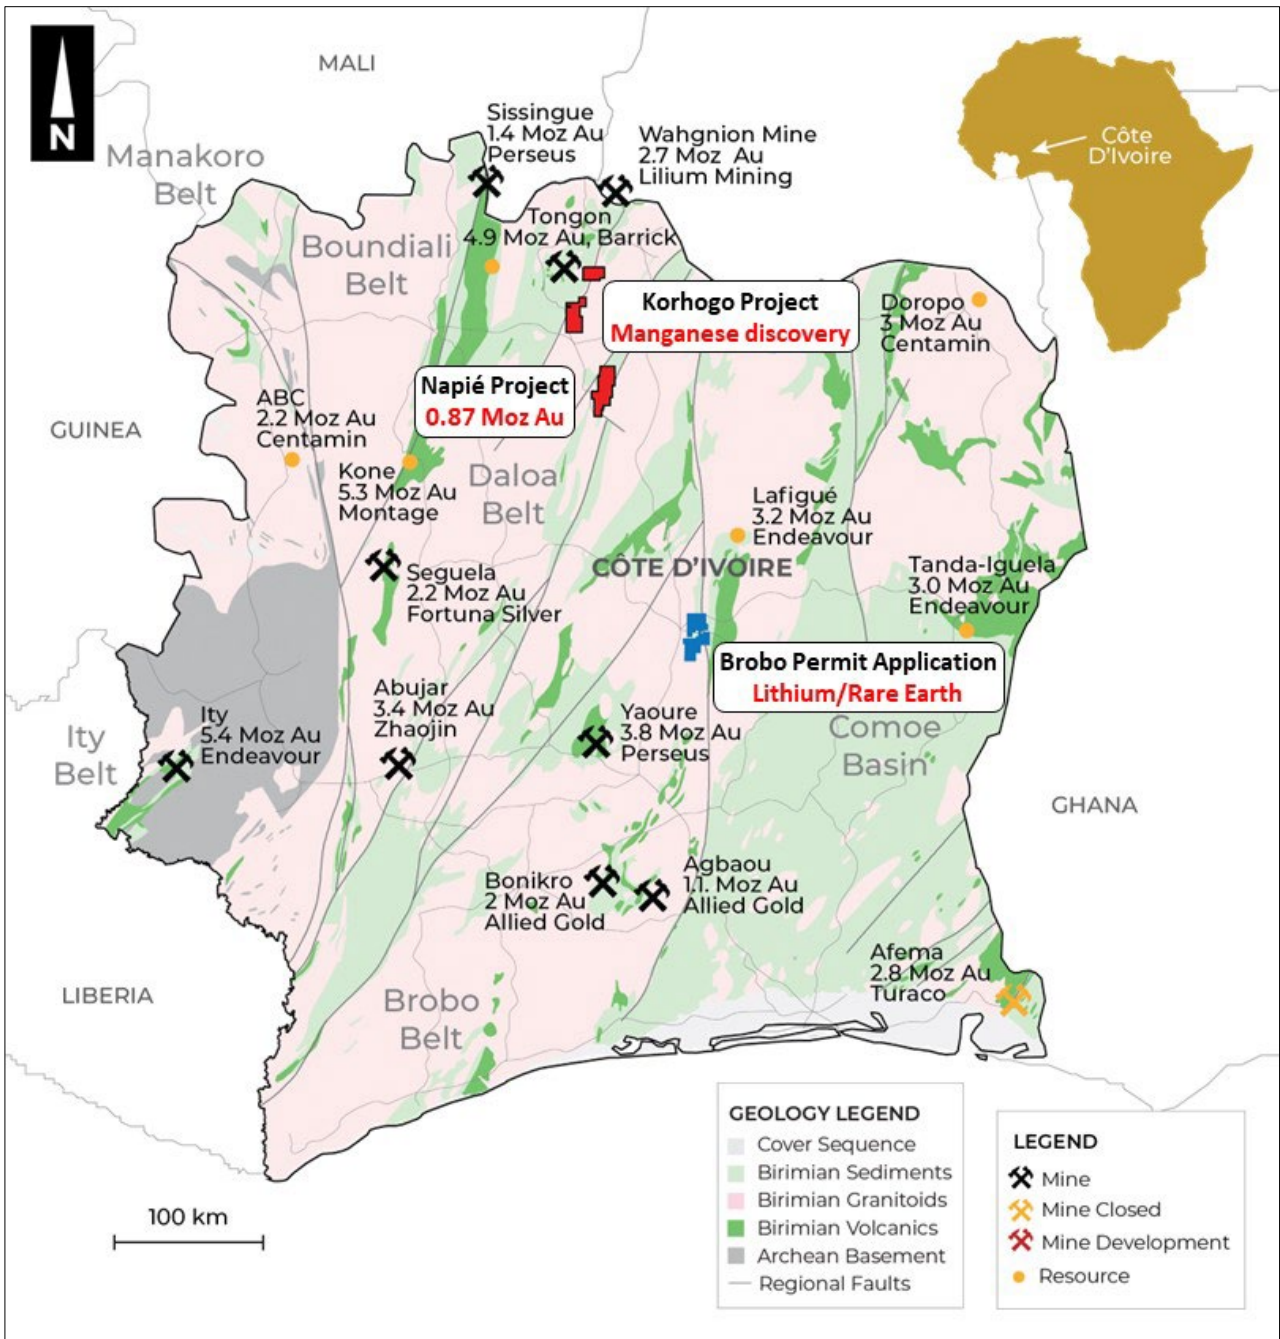 N
MALI
Manakoro
Belt
Sissingue
1.4 Moz Au
Perseus
Wahgnion Mine
2.7 Moz Au
Lilium Mining
Côte
D'Ivoire
Boundiali
Belt
Tongon
4.9 Moz Au, Barrick
Korhogo Project
Manganese discovery
Doropo
3 Moz Au
Centamin
Napié Project
0.87 Moz Au
ABC
2.2 Moz Au
Centamin
GUINEA
Kone
5.3 Moz Au
Montage
Daloa
Belt
Lafigué
3.2 Moz Au
Endeavour
CÔTE D'IVOIRE
Seguela
2.2 Moz Au
Fortuna Silver
Tanda-Iguela
3.0 Moz Au
Endeavour
Brobo Permit Application
Lithium/Rare Earth
Abujar
3.4 Moz Au
Zhaojin
Ity
5.4 Moz Au
Endeavour
Ity
Belt
Yaoure
3.8 Moz Au
Perseus
Comoe
Basin
GHANA
Bonikro
2 Moz Au
Allied Gold
Agbaou
1.1. Moz Au
Allied Gold
Afema
2.8 Moz Au
Turaco
LIBERIA
Brobo
Belt
100 km
GEOLOGY LEGEND
Cover Sequence
Birimian Sediments
Birimian Granitoids
Birimian Volcanics
Archean Basement
Regional Faults
LEGEND
Mine
Mine Closed
Mine Development
Resource